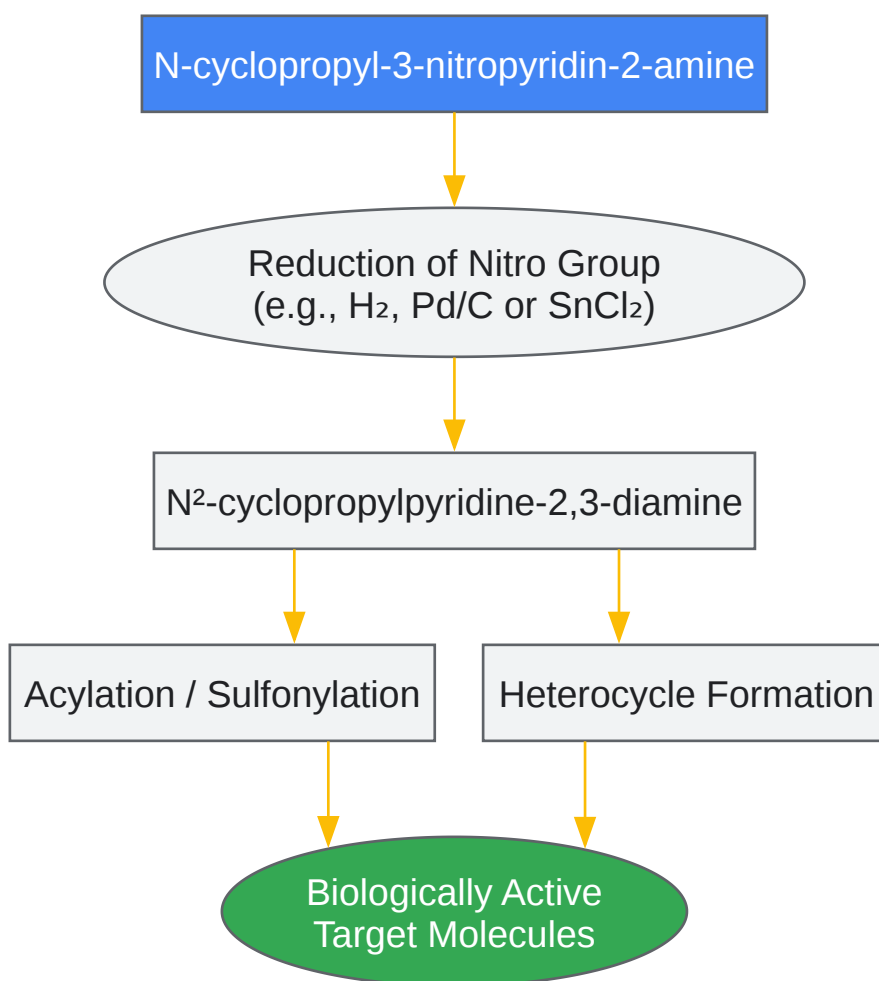 N-cyclopropyl-3-nitropyridin-2-amine
Reduction of Nitro Group
(e.g., H₂, Pd/C or SnCl₂)
N²-cyclopropylpyridine-2,3-diamine
Acylation / Sulfonylation
Heterocycle Formation
Biologically Active
Target Molecules